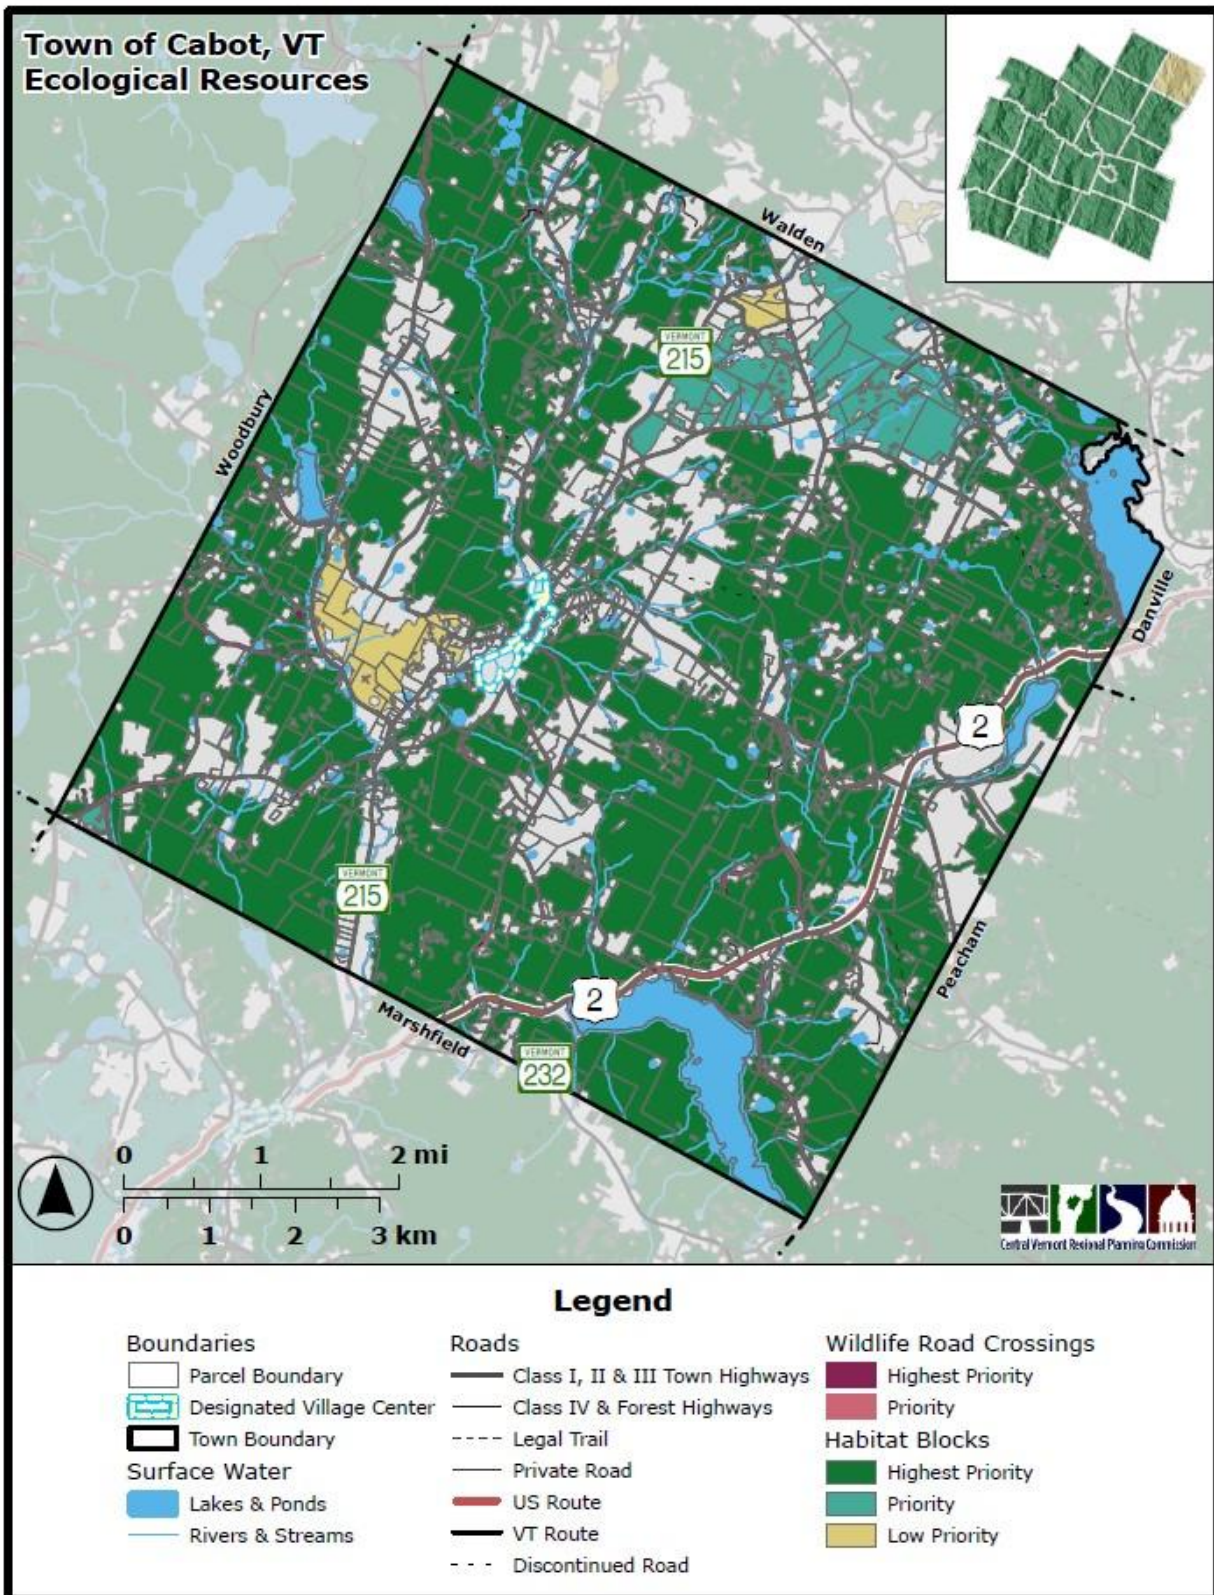 Town of Cabot, VT
Ecological Resources
Walden
VERMONT
215
Woodbury
Danville
2
VERMONT
215
Peacham
2
Marshfield
VERMONT
232
0 1 2 mi
0 1 2 3 km
Central Vermont Regional Planning Commission
Legend
Boundaries
Parcel Boundary
Designated Village Center
Town Boundary
Surface Water
Lakes & Ponds
Rivers & Streams
Roads
Class I, II & III Town Highways
Class IV & Forest Highways
Legal Trail
Private Road
US Route
VT Route
Discontinued Road
Wildlife Road Crossings
Highest Priority
Priority
Habitat Blocks
Highest Priority
Priority
Low Priority